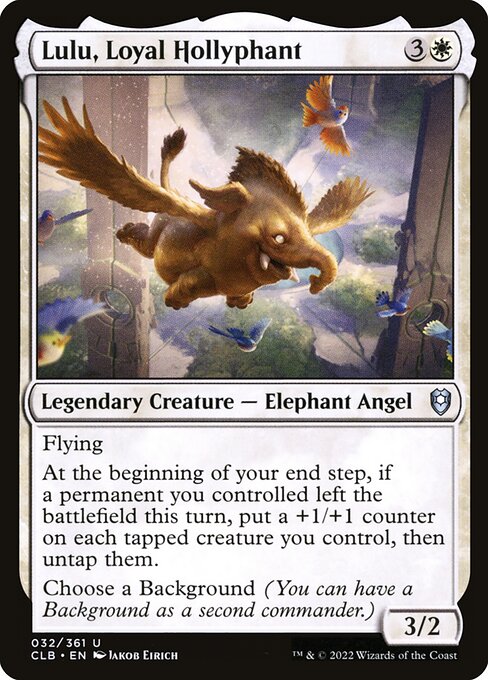 Lulu, Loyal Hollyphant 3
Legendary Creature — Elephant Angel
Flying
At the beginning of your end step, if
a permanent you controlled left the
battlefield this turn, put a +1/+1 counter
on each tapped creature you control, then
untap them.
Choose a Background (You can have a
Background as a second commander.)
3/2
032/361 U
CLB • EN Jakob Eirich
™ & © 2022 Wizards of the Coast